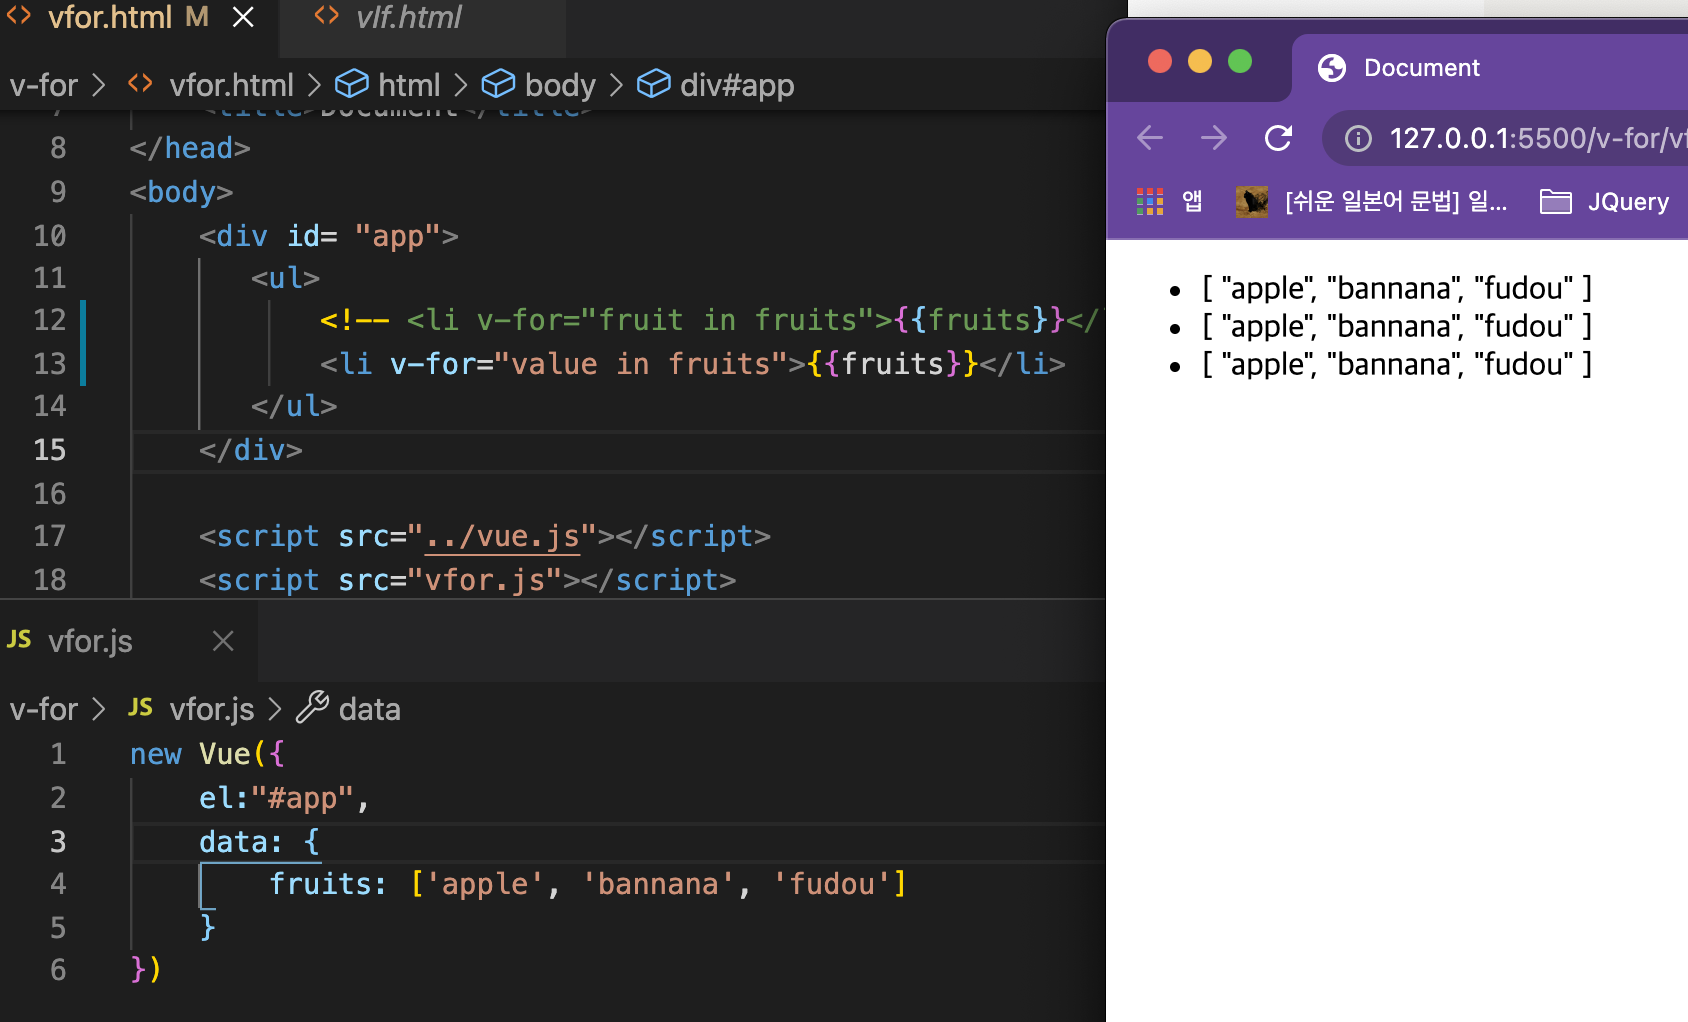 vfor.html M
vlf.html
v-for > vfor.html > html > body > div#app
7 <title>Document</title>
8 </head>
9 <body>
10 <div id= "app">
11 <ul>
12 <!-- <li v-for="fruit in fruits">{{fruits}}</
13 <li v-for="value in fruits">{{fruits}}</li>
14 </ul>
15 </div>
16
17 <script src="../vue.js"></script>
18 <script src="vfor.js"></script>
JS vfor.js
v-for > JS vfor.js > data
1 new Vue({
2 el:"#app",
3 data: {
4 fruits: ['apple', 'bannana', 'fudou']
5 }
6 })
Document
127.0.0.1:5500/v-for/vf
앱 [쉬운 일본어 문법] 일... JQuery
• [ "apple", "bannana", "fudou" ]
• [ "apple", "bannana", "fudou" ]
• [ "apple", "bannana", "fudou" ]